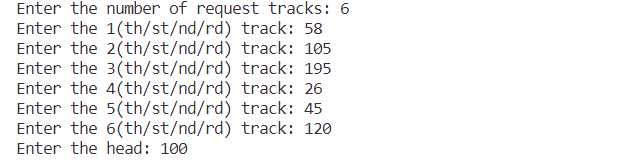 Enter the number of request tracks: 6
Enter the 1(th/st/nd/rd) track: 58
Enter the 2(th/st/nd/rd) track: 105
Enter the 3(th/st/nd/rd) track: 195
Enter the 4(th/st/nd/rd) track: 26
Enter the 5(th/st/nd/rd) track: 45
Enter the 6(th/st/nd/rd) track: 120
Enter the head: 100